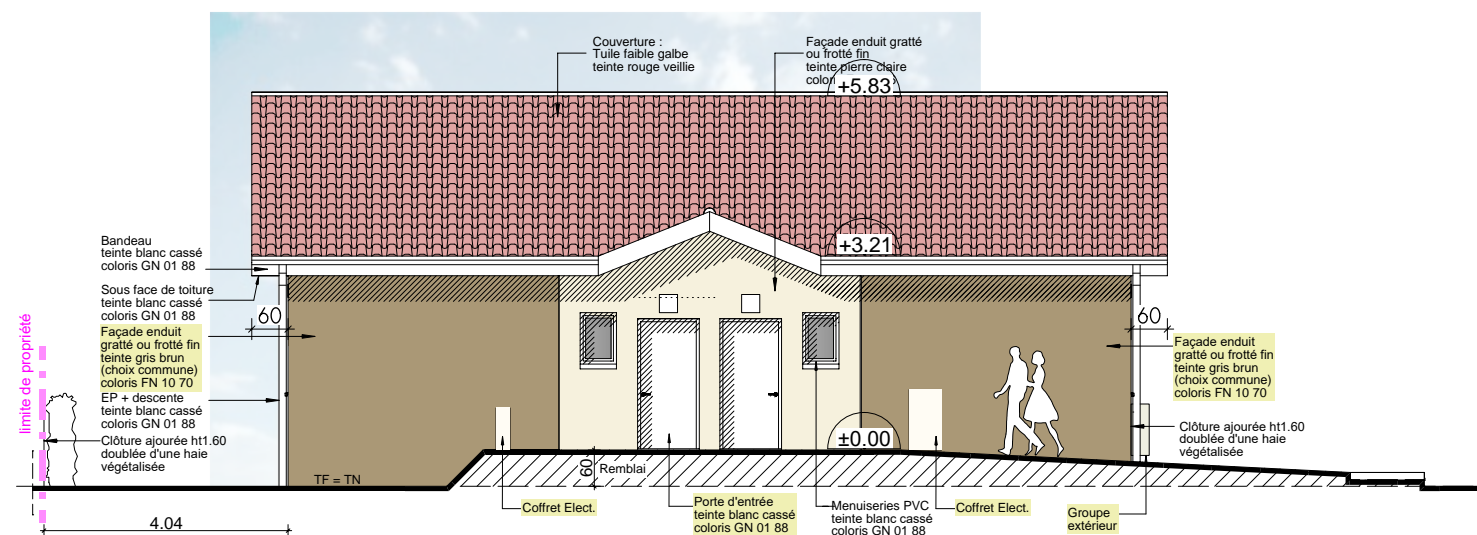 Couverture :
Tuile faible galbe
teinte rouge veillie
Façade enduit gratté
ou frotté fin
teinte pierre claire
+5.83
+3.21
Bandeau
teinte blanc cassé
coloris GN 01 88
Sous face de toiture
teinte blanc cassé
coloris GN 01 88
60
60
Façade enduit
gratté ou frotté fin
teinte gris brun
(choix commune)
coloris FN 10 70
EP + descente
teinte blanc cassé
coloris GN 01 88
Clôture ajourée ht1.60
doublée d'une haie
végétalisée
limite de propriété
Façade enduit
gratté ou frotté fin
teinte gris brun
(choix commune)
coloris FN 10 70
Clôture ajourée ht1.60
doublée d'une haie
végétalisée
±0.00
60
Remblai
TF = TN
4.04
Coffret Elect.
Porte d'entrée
teinte blanc cassé
coloris GN 01 88
Menuiseries PVC
teinte blanc cassé
coloris GN 01 88
Coffret Elect.
Groupe
extérieur